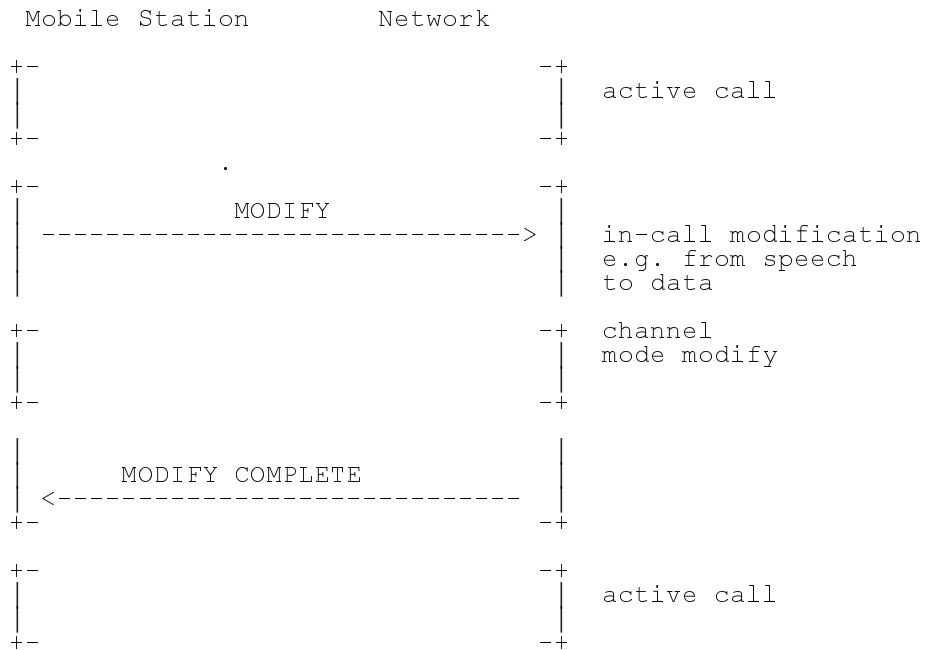 Mobile Station Network
+- -+
| | active call
+- -+
.
+- -+
| MODIFY |
| -----------------------------> | in-call modification
| | e.g. from speech
| | to data
+- -+ channel
| | mode modify
+- -+
| |
| MODIFY COMPLETE |
| <----------------------------- |
+- -+
+- -+
| | active call
+- -+